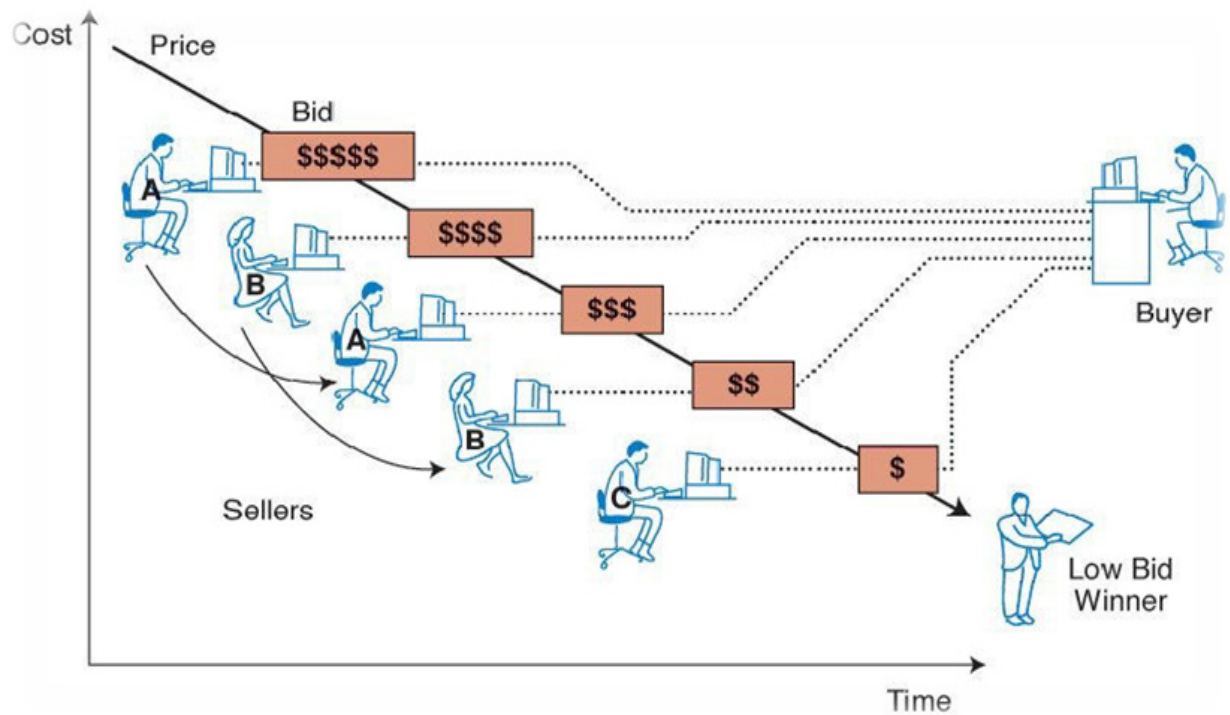 Cost
Price
Bid
$$$$$
A
$$$$
B
$$$
A
Buyer
$$
B
$
C
Sellers
Low Bid
Winner
Time